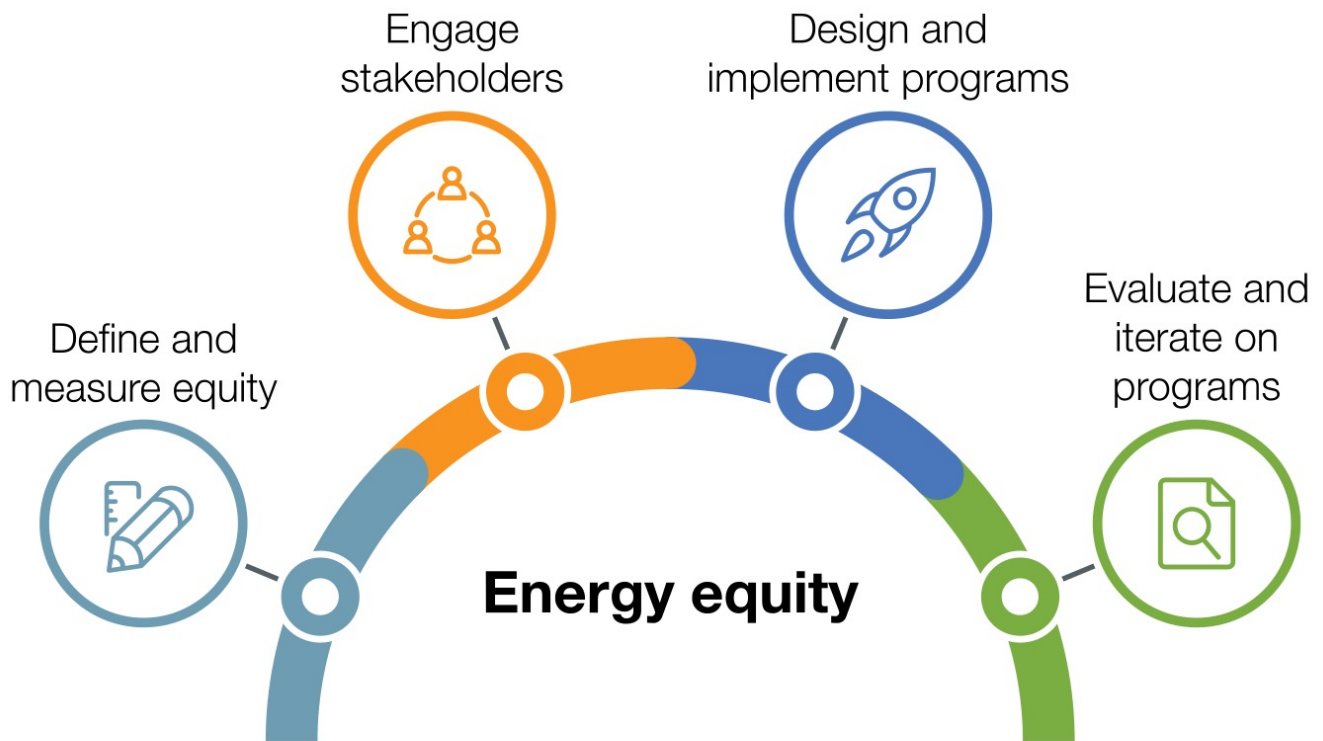 Engage
stakeholders
Design and
implement programs
Evaluate and
iterate on
programs
Define and
measure equity
Energy equity